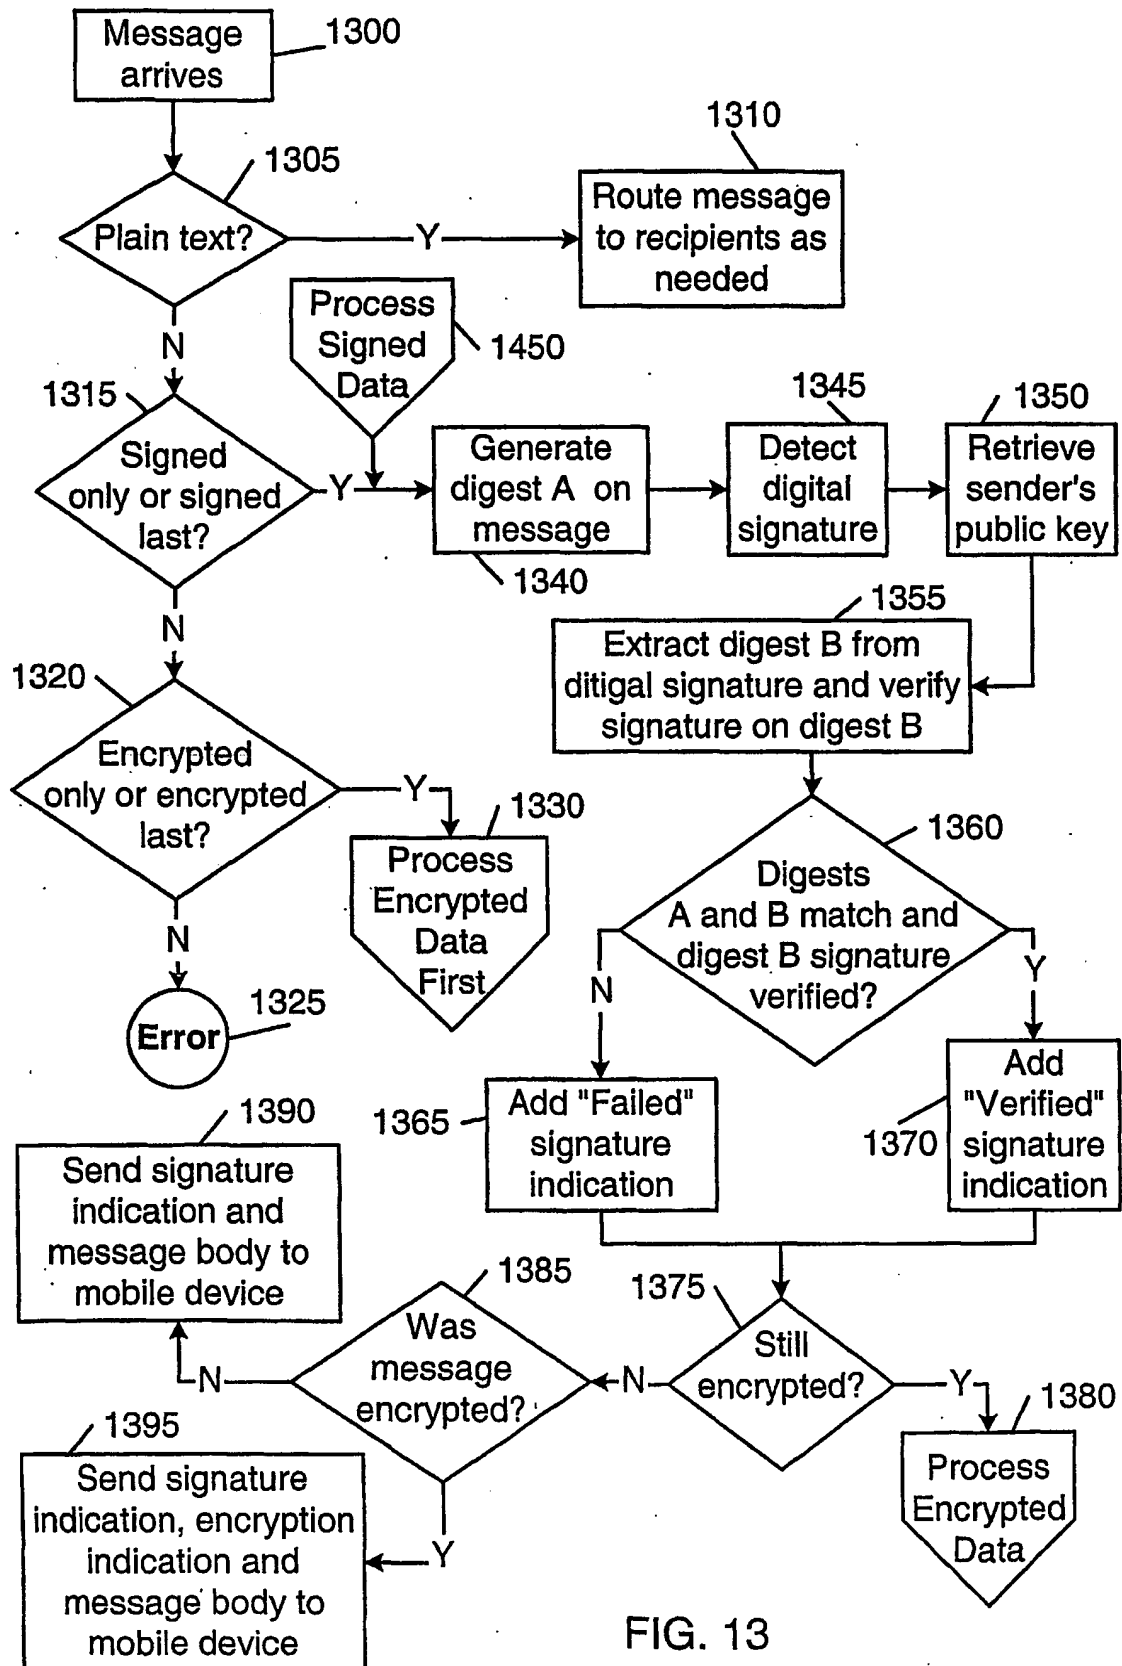 Message
arrives
1300
1305
Plain text?
Y
1310
Route message
to recipients as
needed
N
Process
Signed
Data
1450
1315
Signed
only or signed
last?
Y
Generate
digest A on
message
1340
1345
Detect
digital
signature
1350
Retrieve
sender's
public key
N
1355
Extract digest B from
ditigal signature and verify
signature on digest B
1320
Encrypted
only or encrypted
last?
Y
1330
Process
Encrypted
Data
First
1360
Digests
A and B match and
digest B signature
verified?
N
Y
N
Error
1325
1365
Add "Failed"
signature
indication
1370
Add
"Verified"
signature
indication
1390
Send signature
indication and
message body to
mobile device
1385
Was
message
encrypted?
N
1375
Still
encrypted?
N
Y
1380
Process
Encrypted
Data
1395
Send signature
indication, encryption
indication and
message body to
mobile device
Y
FIG. 13